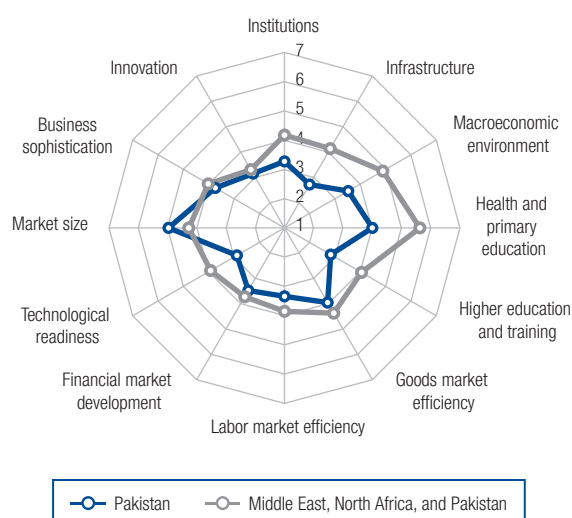 Institutions
7
6
5
4
3
2
1
Infrastructure
Macroeconomic
environment
Health and
primary
education
Higher education
and training
Goods market
efficiency
Labor market efficiency
Financial market
development
Technological
readiness
Market size
Business
sophistication
Innovation
Pakistan
Middle East, North Africa, and Pakistan